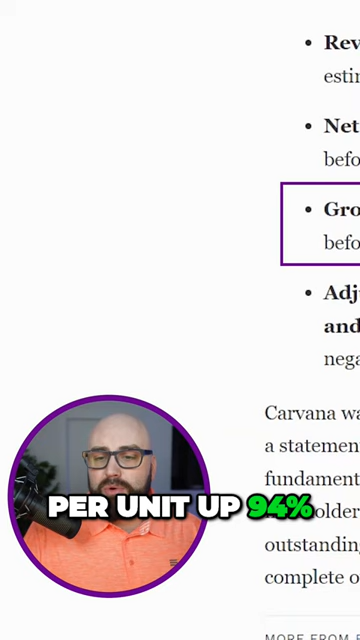 • Rev
esti
• Net
befo
• Gro
befo
• Adj
and
nega
Carvana wa
a statemen
fundament
older
outstanding
complete o
PER UNIT UP 94%
MORE FROM F